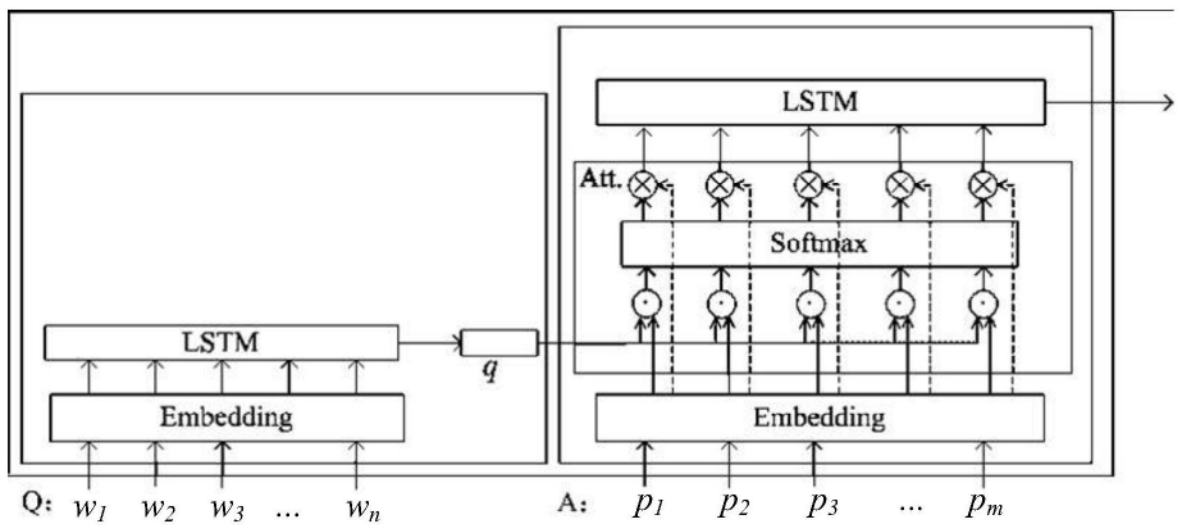 LSTM
Att.
Softmax
LSTM
q
Embedding
Embedding
Q: w1 w2 w3 ... wn
A: p1 p2 p3 ... pm